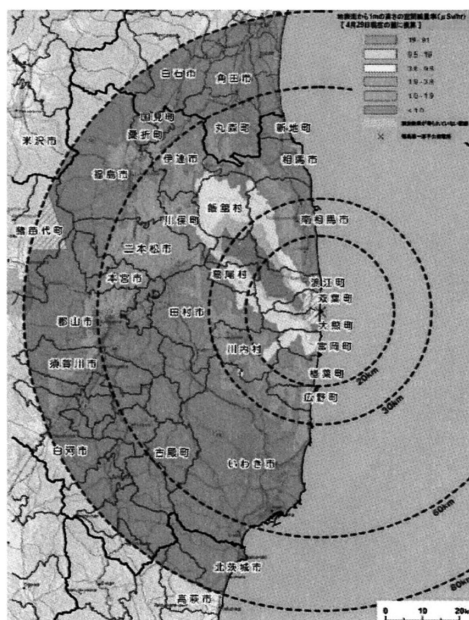 地表面から1mの高さの空間線量率(μSv/hr)
【 4月29日現在の値に換算 】
19 - 91
9.5 - 19
3.8 - 9.5
1.9 - 3.8
1.0 - 1.9
< 1.0
白石市
角田市
国見町
桑折町
丸森町
新地町
米沢市
伊達市
相馬市
福島市
飯舘村
川俣町
南相馬市
猪苗代町
二本松市
葛尾村
浪江町
本宮市
双葉町
田村市
大熊町
郡山市
富岡町
川内村
須賀川市
楢葉町
20km
広野町
30km
白河市
古殿町
いわき市
60km
北茨城市
80km
高萩市
0 10 20k